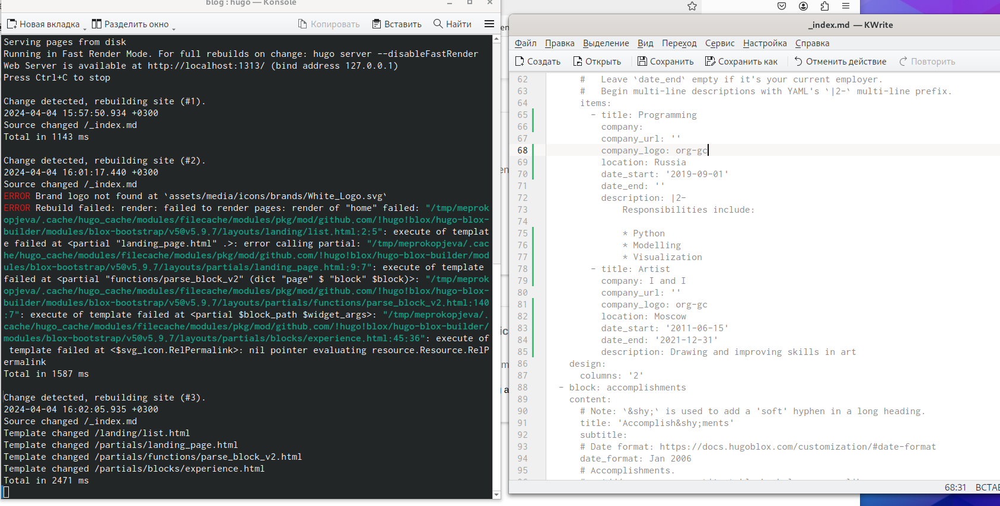 blog : hugo — Konsole
Новая вкладка
Разделить окно
Копировать
Вставить
Найти
Serving pages from disk
Running in Fast Render Mode. For full rebuilds on change: hugo server --disableFastRender
Web Server is available at http://localhost:1313/ (bind address 127.0.0.1)
Press Ctrl+C to stop
Change detected, rebuilding site (#1).
2024-04-04 15:57:50.934 +0300
Source changed /_index.md
Total in 1143 ms
Change detected, rebuilding site (#2).
2024-04-04 16:01:17.440 +0300
Source changed /_index.md
ERROR Brand logo not found at `assets/media/icons/brands/White_Logo.svg`
ERROR Rebuild failed: render: failed to render pages: render of "home" failed: "/tmp/meprok
opjeva/.cache/hugo_cache/modules/filecache/modules/pkg/mod/github.com/!hugo!blox/hugo-blox-
builder/modules/blox-bootstrap/v5@v5.9.7/layouts/landing/list.html:2:5": execute of templat
e failed at <partial "landing_page.html" .>: error calling partial: "/tmp/meprokopjeva/.cac
he/hugo_cache/modules/filecache/modules/pkg/mod/github.com/!hugo!blox/hugo-blox-builder/mod
ules/blox-bootstrap/v5@v5.9.7/layouts/partials/landing_page.html:9:7": execute of template
failed at <partial "functions/parse_block_v2" (dict "page" $ "block" $block)>: "/tmp/meprok
opjeva/.cache/hugo_cache/modules/filecache/modules/pkg/mod/github.com/!hugo!blox/hugo-blox-
builder/modules/blox-bootstrap/v5@v5.9.7/layouts/partials/functions/parse_block_v2.html:140
:7": execute of template failed at <partial $block_path $widget_args>: "/tmp/meprokopjeva/.
cache/hugo_cache/modules/filecache/modules/pkg/mod/github.com/!hugo!blox/hugo-blox-builder/
modules/blox-bootstrap/v5@v5.9.7/layouts/partials/blocks/experience.html:45:36": execute of
 template failed at <$svg_icon.RelPermalink>: nil pointer evaluating resource.Resource.RelP
ermalink
Total in 1587 ms
Change detected, rebuilding site (#3).
2024-04-04 16:02:05.935 +0300
Source changed /_index.md
Template changed /landing/list.html
Template changed /partials/landing_page.html
Template changed /partials/functions/parse_block_v2.html
Template changed /partials/blocks/experience.html
Total in 2471 ms
_index.md — KWrite
Файл Правка Выделение Вид Переход Сервис Настройка Справка
Создать Открыть Сохранить Сохранить как Отменить действие Повторить
62 # Leave `date_end` empty if it's your current employer.
63 # Begin multi-line descriptions with YAML's `|2-` multi-line prefix.
64 items:
65 - title: Programming
66 company:
67 company_url: ''
68 company_logo: org-gc
69 location: Russia
70 date_start: '2019-09-01'
71 date_end: ''
72 description: |2-
73 Responsibilities include:
74
75 * Python
76 * Modelling
77 * Visualization
78 - title: Artist
79 company: I and I
80 company_url: ''
81 company_logo: org-gc
82 location: Moscow
83 date_start: '2011-06-15'
84 date_end: '2021-12-31'
85 description: Drawing and improving skills in art
86 design:
87 columns: '2'
88 - block: accomplishments
89 content:
90 # Note: `&shy;` is used to add a 'soft' hyphen in a long heading.
91 title: 'Accomplish&shy;ments'
92 subtitle:
93 # Date format: https://docs.hugoblox.com/customization/#date-format
94 date_format: Jan 2006
95 # Accomplishments.
68:31 ВСТАВ